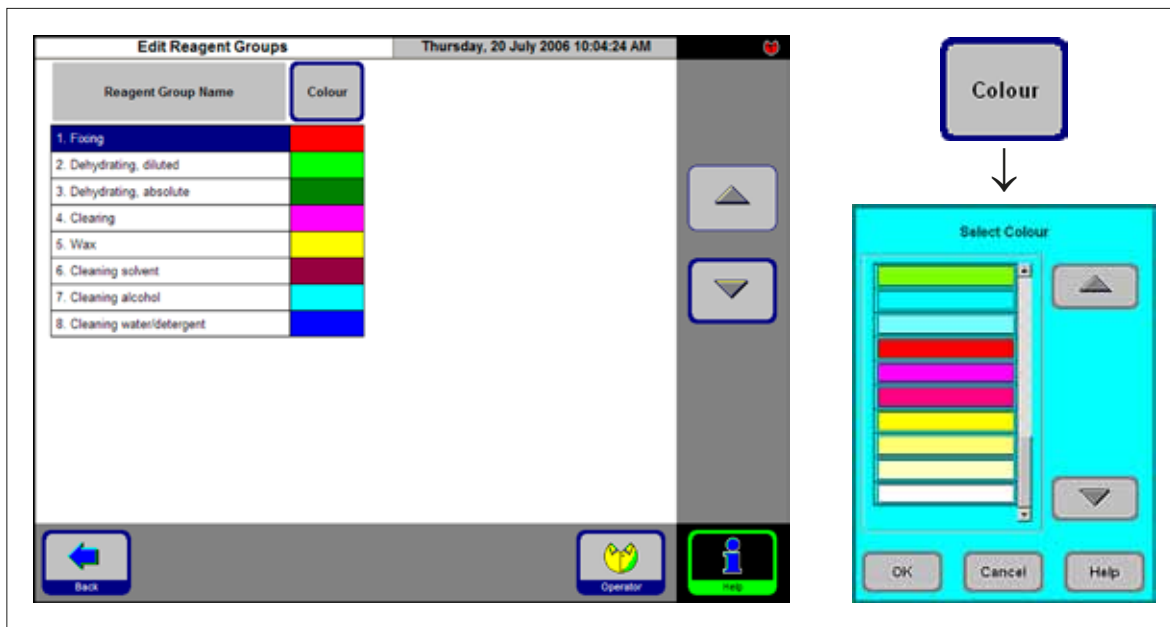 Edit Reagent Groups
Thursday, 20 July 2006 10:04:24 AM
Reagent Group Name
Colour
1. Fixing
2. Dehydrating, diluted
3. Dehydrating, absolute
4. Clearing
5. Wax
6. Cleaning solvent
7. Cleaning alcohol
8. Cleaning water/detergent
Back
Operator
Help
Colour
Select Colour
OK
Cancel
Help